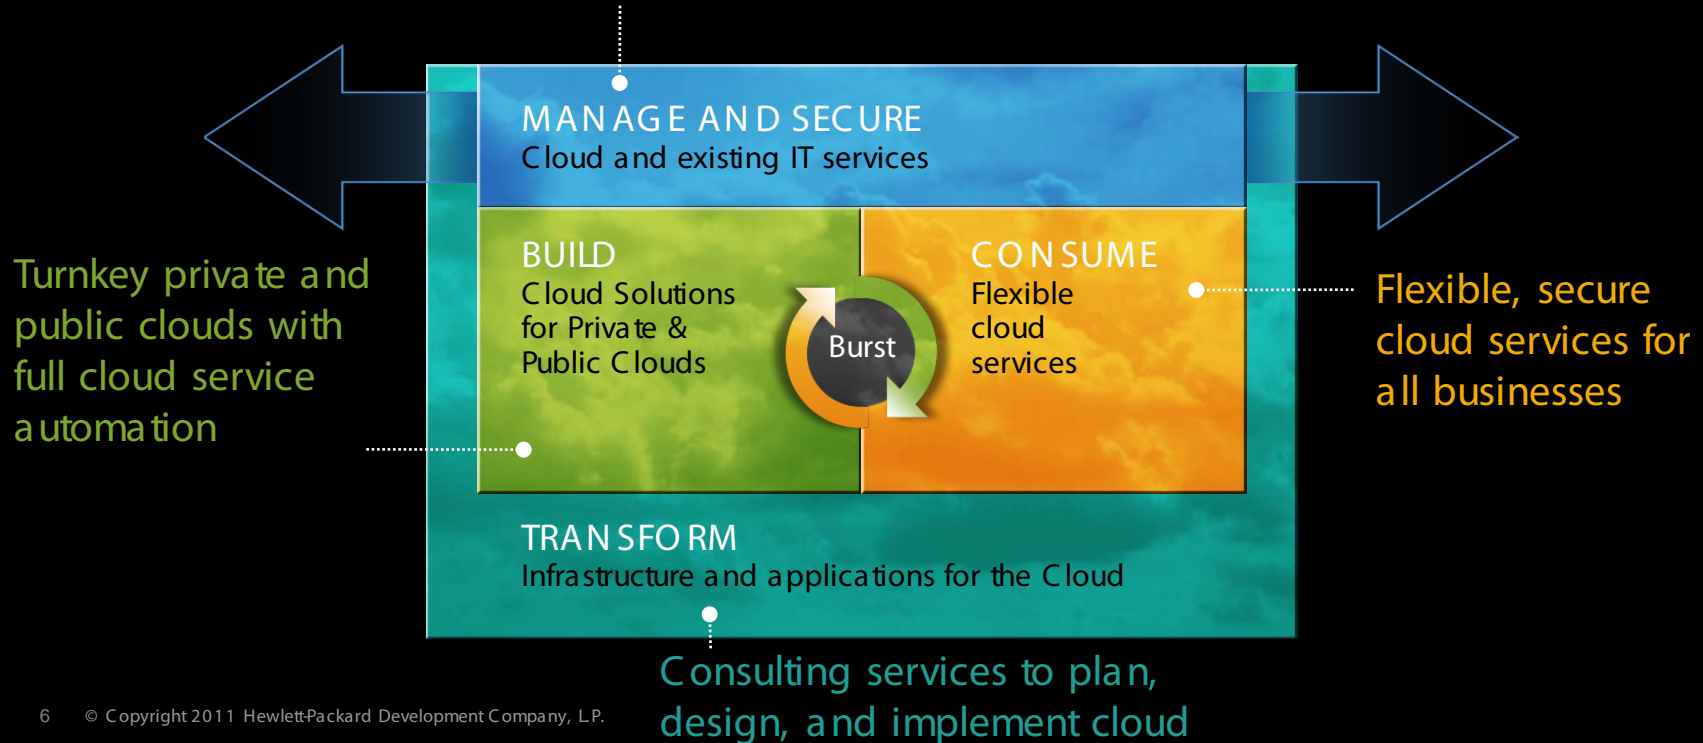 MANAGE AND SECURE
Cloud and existing IT services
Turnkey private and
public clouds with
full cloud service
automation
BUILD
Cloud Solutions
for Private &
Public Clouds
Burst
CONSUME
Flexible
cloud
services
Flexible, secure
cloud services for
all businesses
TRANSFORM
Infrastructure and applications for the Cloud
Consulting services to plan,
design, and implement cloud
6 © Copyright 2011 Hewlett-Packard Development Company, L.P.